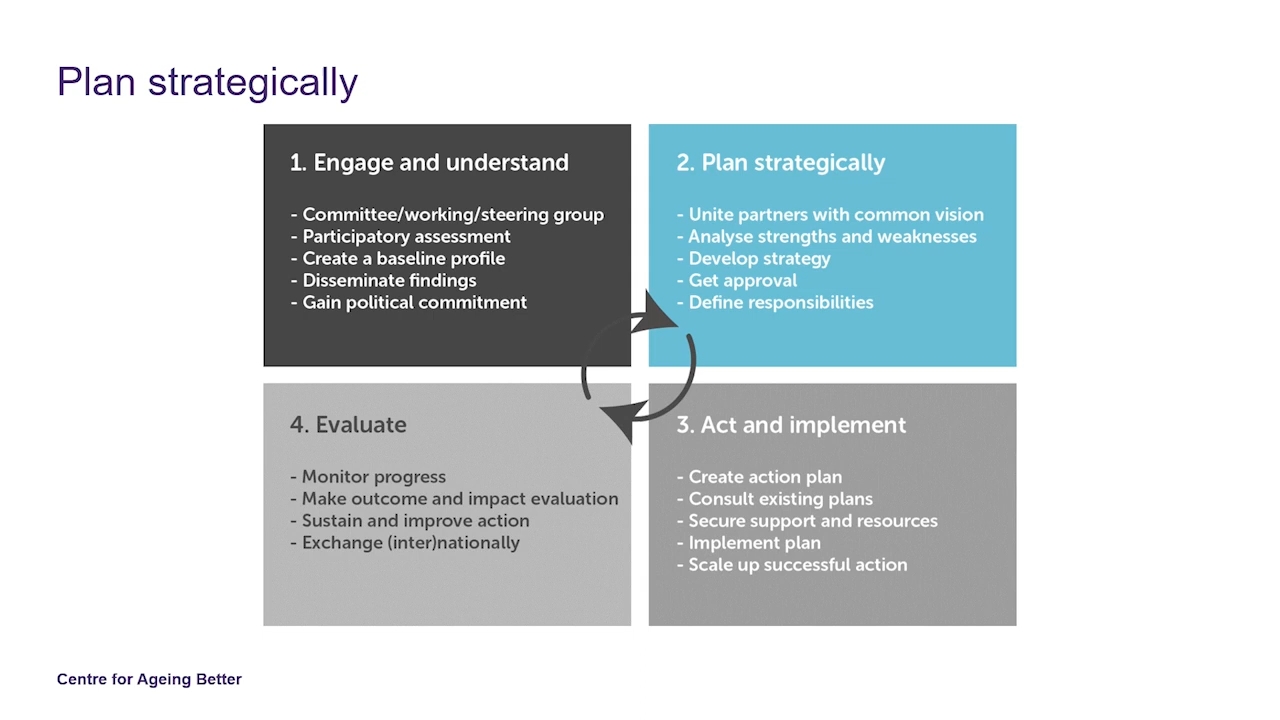 Plan strategically
1. Engage and understand
- Committee/working/steering group
- Participatory assessment
- Create a baseline profile
- Disseminate findings
- Gain political commitment
2. Plan strategically
- Unite partners with common vision
- Analyse strengths and weaknesses
- Develop strategy
- Get approval
- Define responsibilities
4. Evaluate
- Monitor progress
- Make outcome and impact evaluation
- Sustain and improve action
- Exchange (inter)nationally
3. Act and implement
- Create action plan
- Consult existing plans
- Secure support and resources
- Implement plan
- Scale up successful action
Centre for Ageing Better